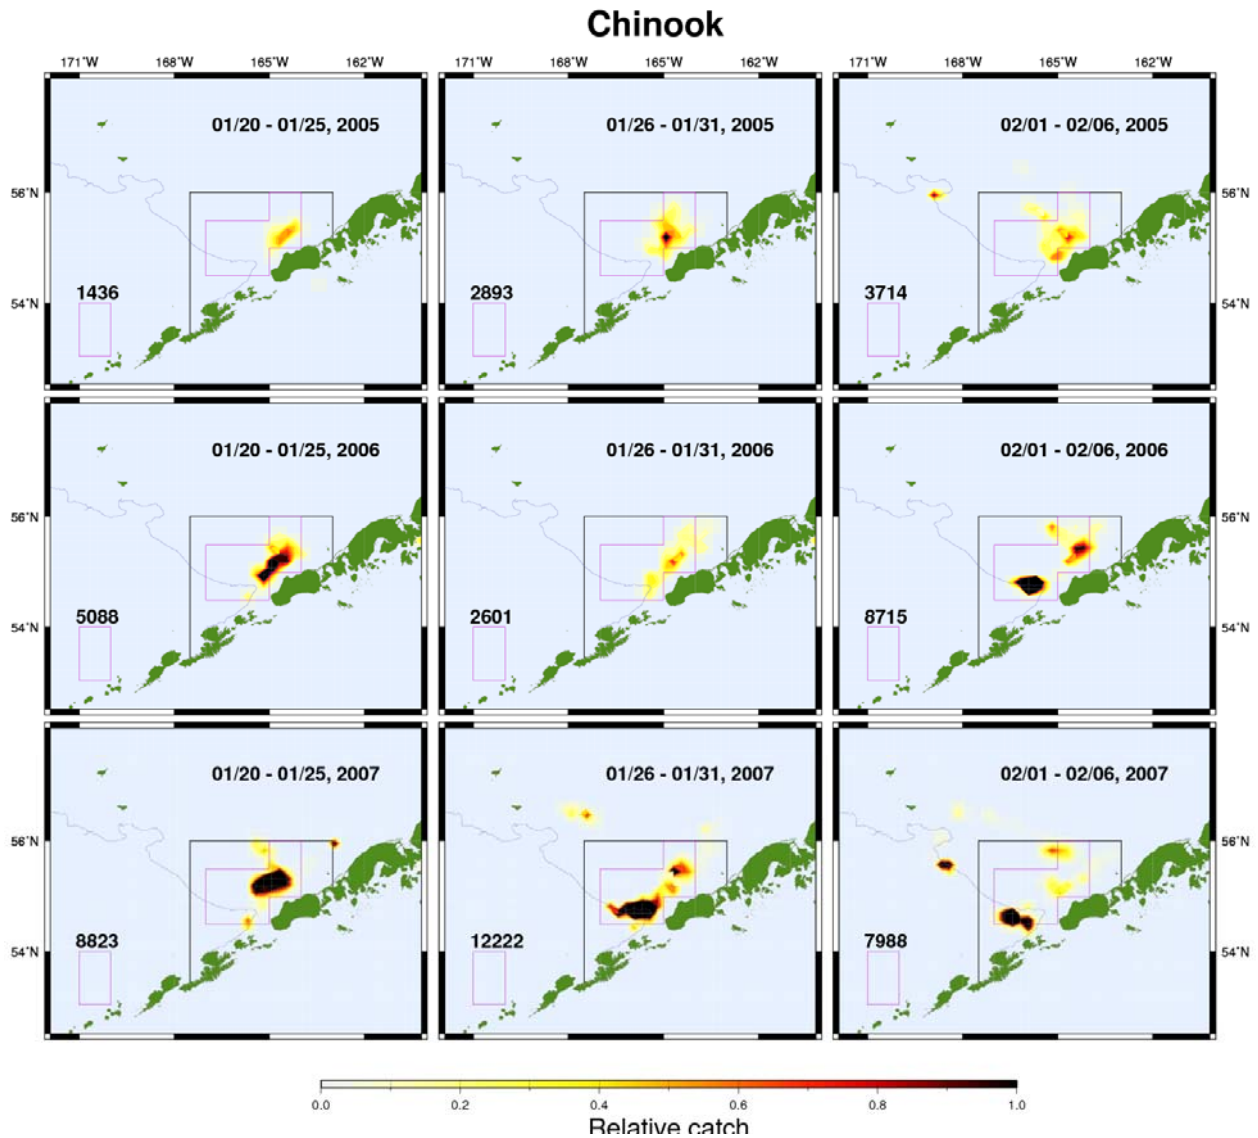 Chinook
171°W 168°W 165°W 162°W 171°W 168°W 165°W 162°W 171°W 168°W 165°W 162°W
01/20 - 01/25, 2005 01/26 - 01/31, 2005 02/01 - 02/06, 2005
56°N 56°N
1436 2893 3714
54°N 54°N
01/20 - 01/25, 2006 01/26 - 01/31, 2006 02/01 - 02/06, 2006
56°N 56°N
5088 2601 8715
54°N 54°N
01/20 - 01/25, 2007 01/26 - 01/31, 2007 02/01 - 02/06, 2007
56°N 56°N
8823 12222 7988
54°N 54°N
0.0 0.2 0.4 0.6 0.8 1.0
Relative catch